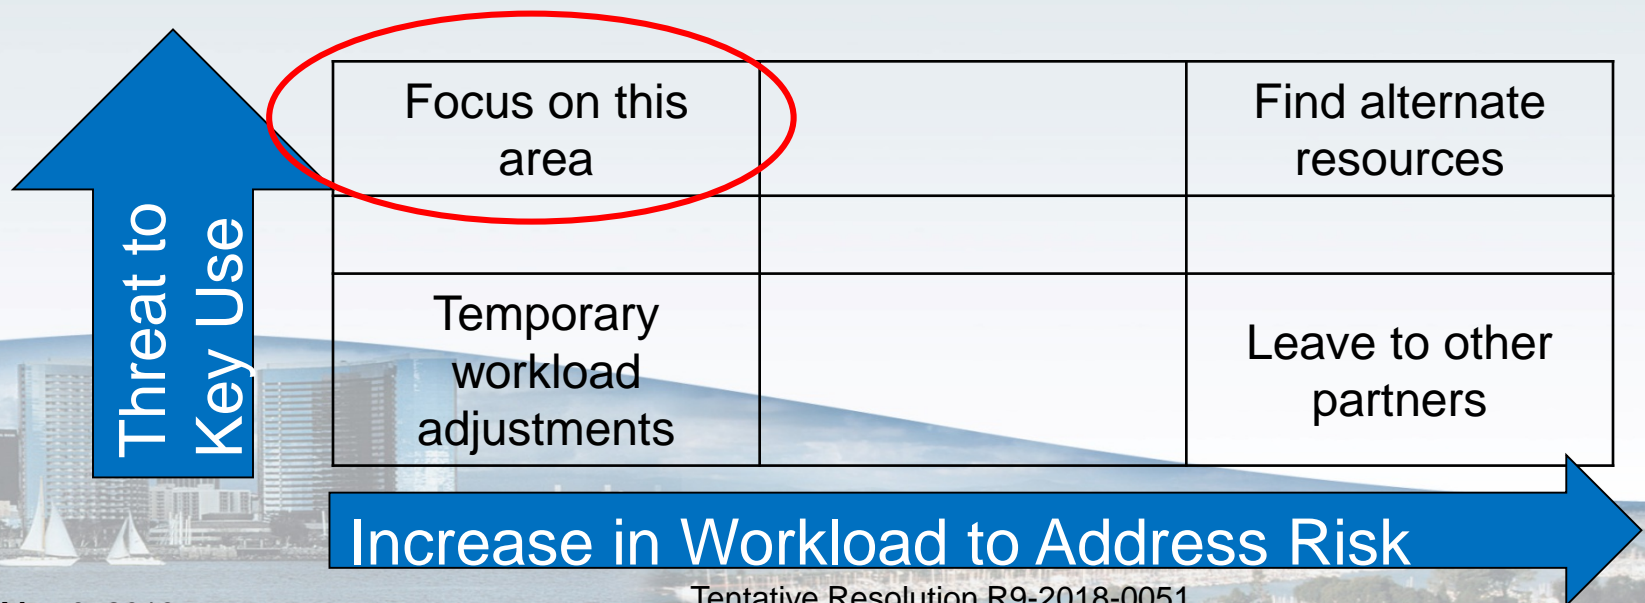 Focus on this
area
Find alternate
resources
Threat to
Key Use
Temporary
workload
adjustments
Leave to other
partners
Increase in Workload to Address Risk
Tentative Resolution R9-2018-0051